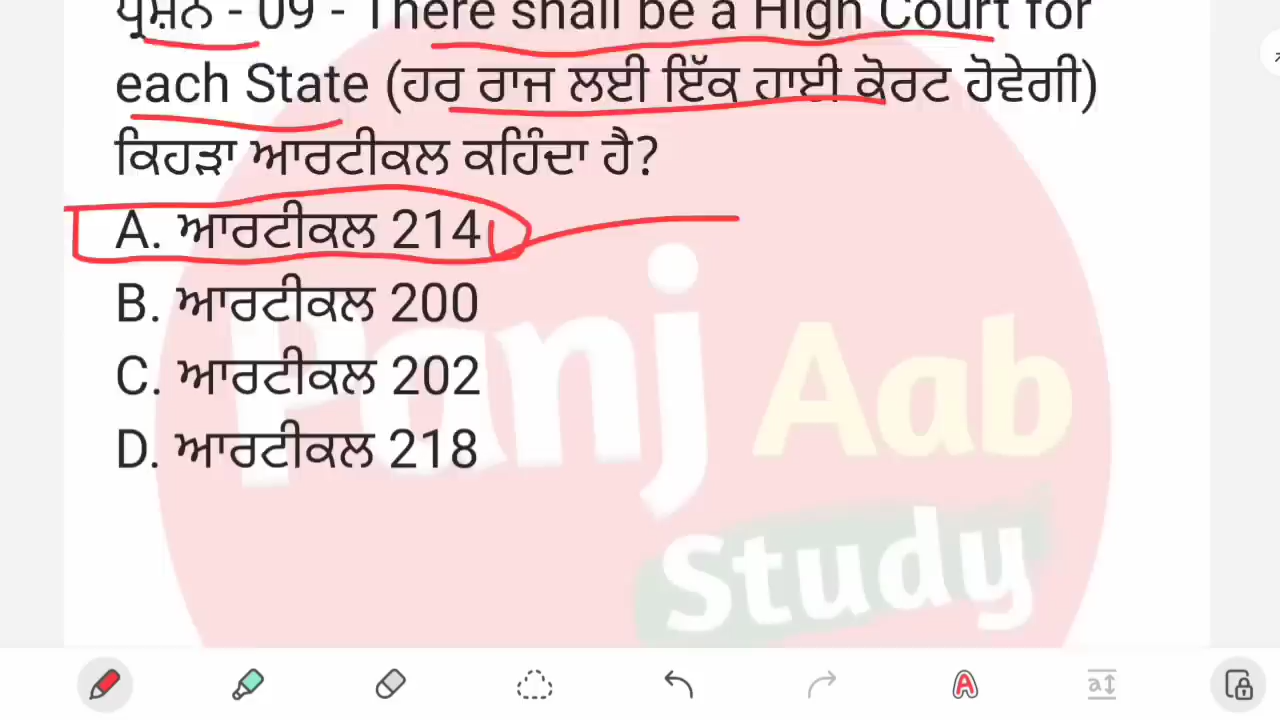 ਪ੍ਰਸ਼ਨ - 09 - There shall be a High Court for
each State (ਹਰ ਰਾਜ ਲਈ ਇੱਕ ਹਾਈ ਕੋਰਟ ਹੋਵੇਗੀ)
ਕਿਹੜਾ ਆਰਟੀਕਲ ਕਹਿੰਦਾ ਹੈ?
A. ਆਰਟੀਕਲ 214
B. ਆਰਟੀਕਲ 200
C. ਆਰਟੀਕਲ 202
D. ਆਰਟੀਕਲ 218
Panj Aab
Study
A
a